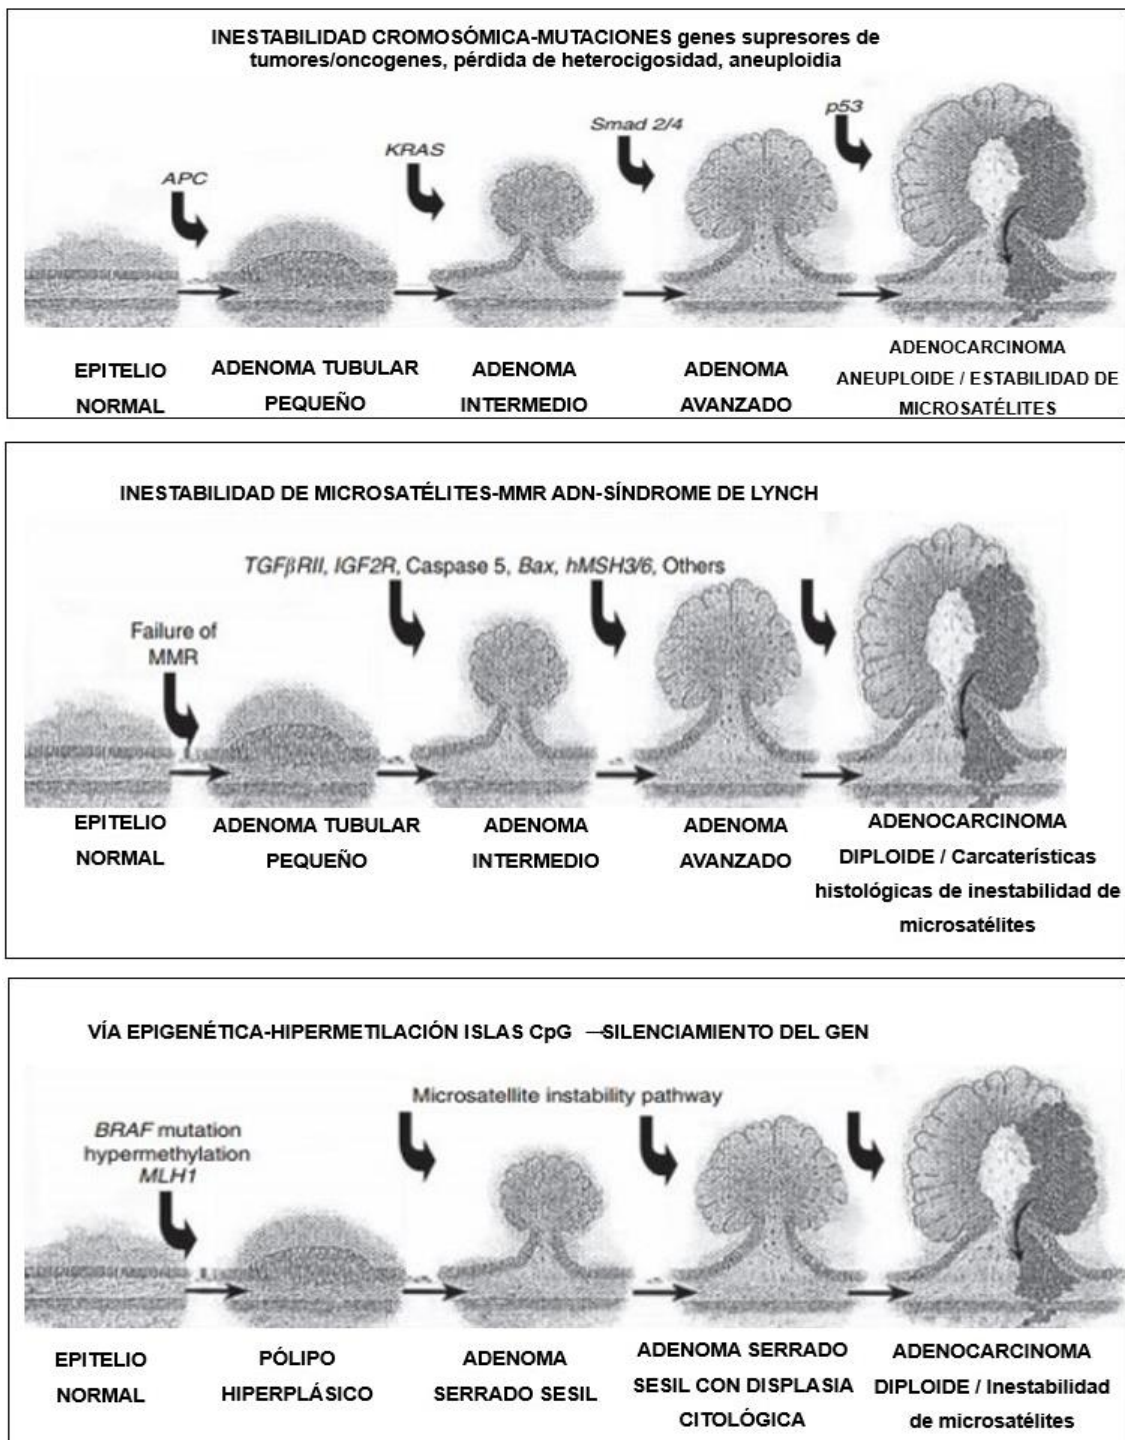 INESTABILIDAD CROMOSÓMICA-MUTACIONES genes supresores de
tumores/oncogenes, pérdida de heterocigosidad, aneuploidia
APC
KRAS
Smad 2/4
p53
EPITELIO
NORMAL
ADENOMA TUBULAR
PEQUEÑO
ADENOMA
INTERMEDIO
ADENOMA
AVANZADO
ADENOCARCINOMA
ANEUPLOIDE / ESTABILIDAD DE
MICROSATÉLITES
INESTABILIDAD DE MICROSATÉLITES-MMR ADN-SÍNDROME DE LYNCH
TGFβRII, IGF2R, Caspase 5, Bax, hMSH3/6, Others
Failure of
MMR
EPITELIO
NORMAL
ADENOMA TUBULAR
PEQUEÑO
ADENOMA
INTERMEDIO
ADENOMA
AVANZADO
ADENOCARCINOMA
DIPLOIDE / Carcaterísticas
histológicas de inestabilidad de
microsatélites
VÍA EPIGENÉTICA-HIPERMETILACIÓN ISLAS CpG →SILENCIAMIENTO DEL GEN
Microsatellite instability pathway
BRAF mutation
hypermethylation
MLH1
EPITELIO
NORMAL
PÓLIPO
HIPERPLÁSICO
ADENOMA
SERRADO SESIL
ADENOMA SERRADO
SESIL CON DISPLASIA
CITOLÓGICA
ADENOCARCINOMA
DIPLOIDE / Inestabilidad
de microsatélites